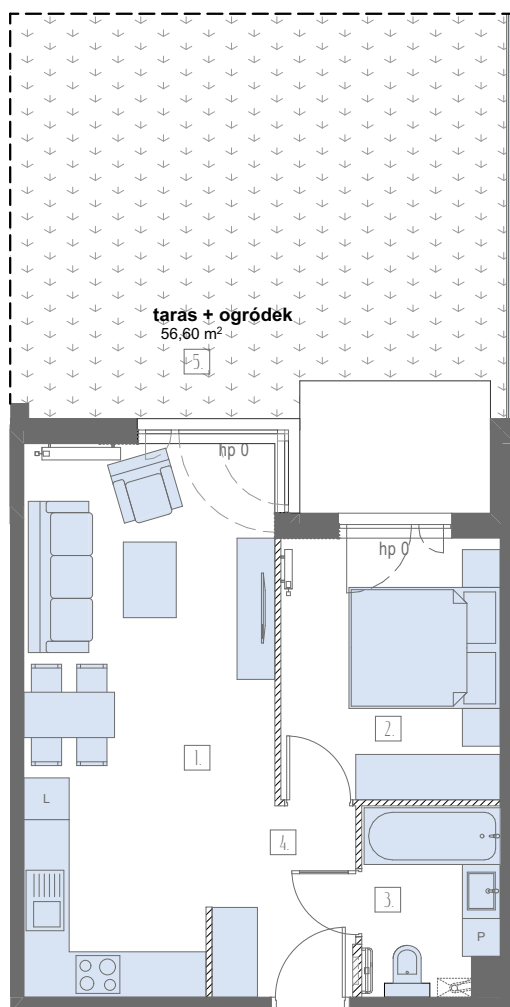 taras + ogródek
56,60 m²
5.
hp 0
hp 0
2.
1.
L
4.
3.
P